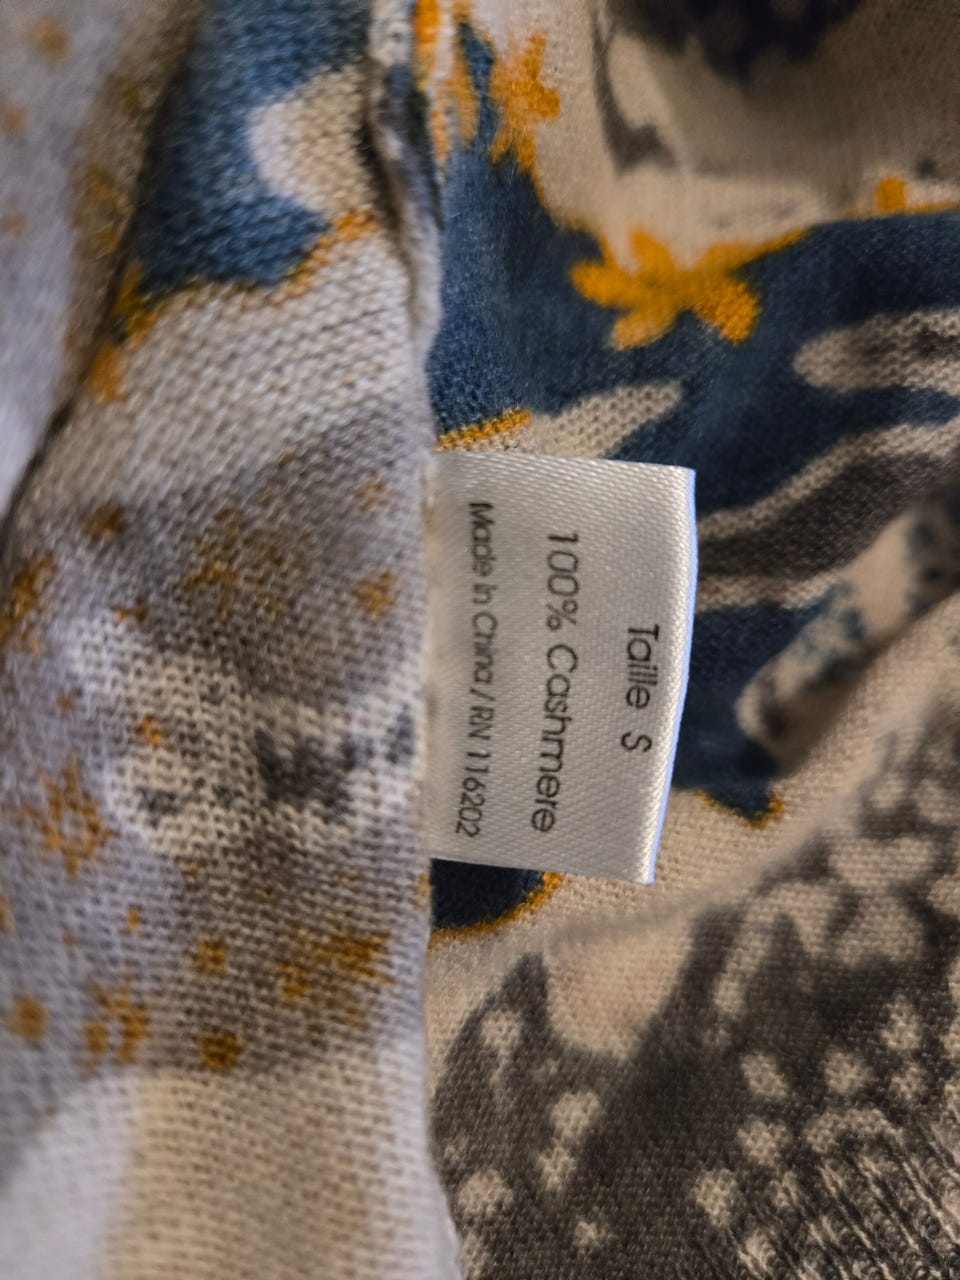 Taille S
100% Cashmere
Made in China / RN 116202